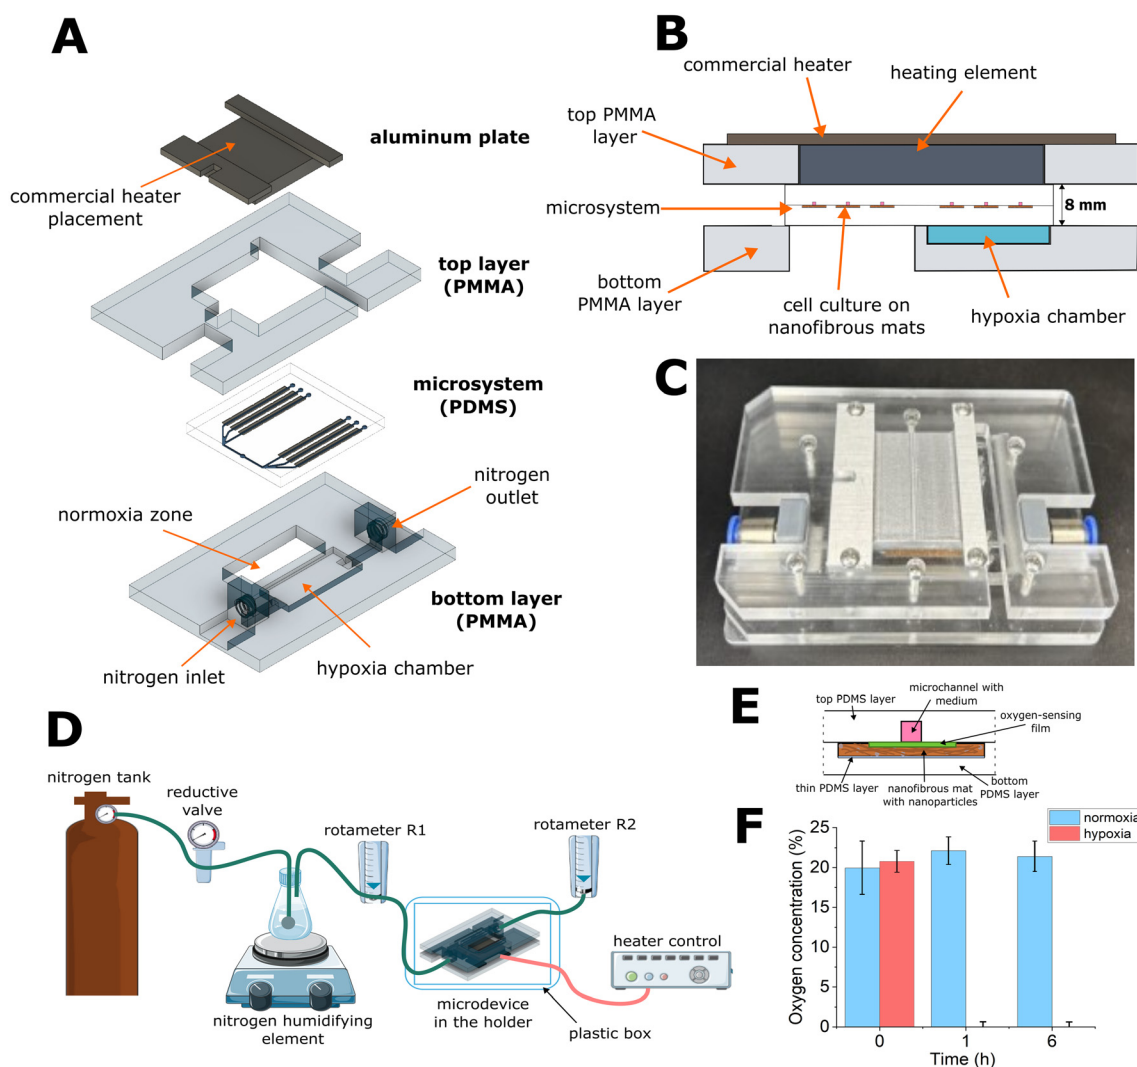 A
aluminum plate
commercial heater
placement
top layer
(PMMA)
microsystem
(PDMS)
nitrogen
outlet
normoxia zone
bottom layer
(PMMA)
hypoxia chamber
nitrogen inlet
B
commercial heater
heating element
top PMMA
layer
microsystem
8 mm
bottom
PMMA layer
cell culture on
nanofibrous mats
hypoxia chamber
C
D
nitrogen tank
reductive
valve
rotameter R1
rotameter R2
heater control
nitrogen humidifying
element
microdevice
in the holder
plastic box
E
microchannel with
medium
top PDMS layer
oxygen-sensing
film
thin PDMS layer
nanofibrous mat
with nanoparticles
bottom
PDMS layer
F
normoxia
hypoxia
Oxygen concentration (%)
25
20
15
10
5
0
0
1
6
Time (h)